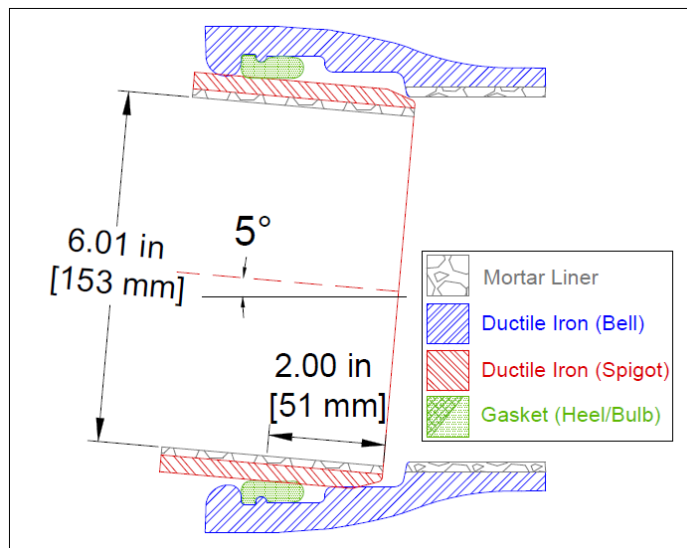 5°
6.01 in
[153 mm]
2.00 in
[51 mm]
Mortar Liner
Ductile Iron (Bell)
Ductile Iron (Spigot)
Gasket (Heel/Bulb)